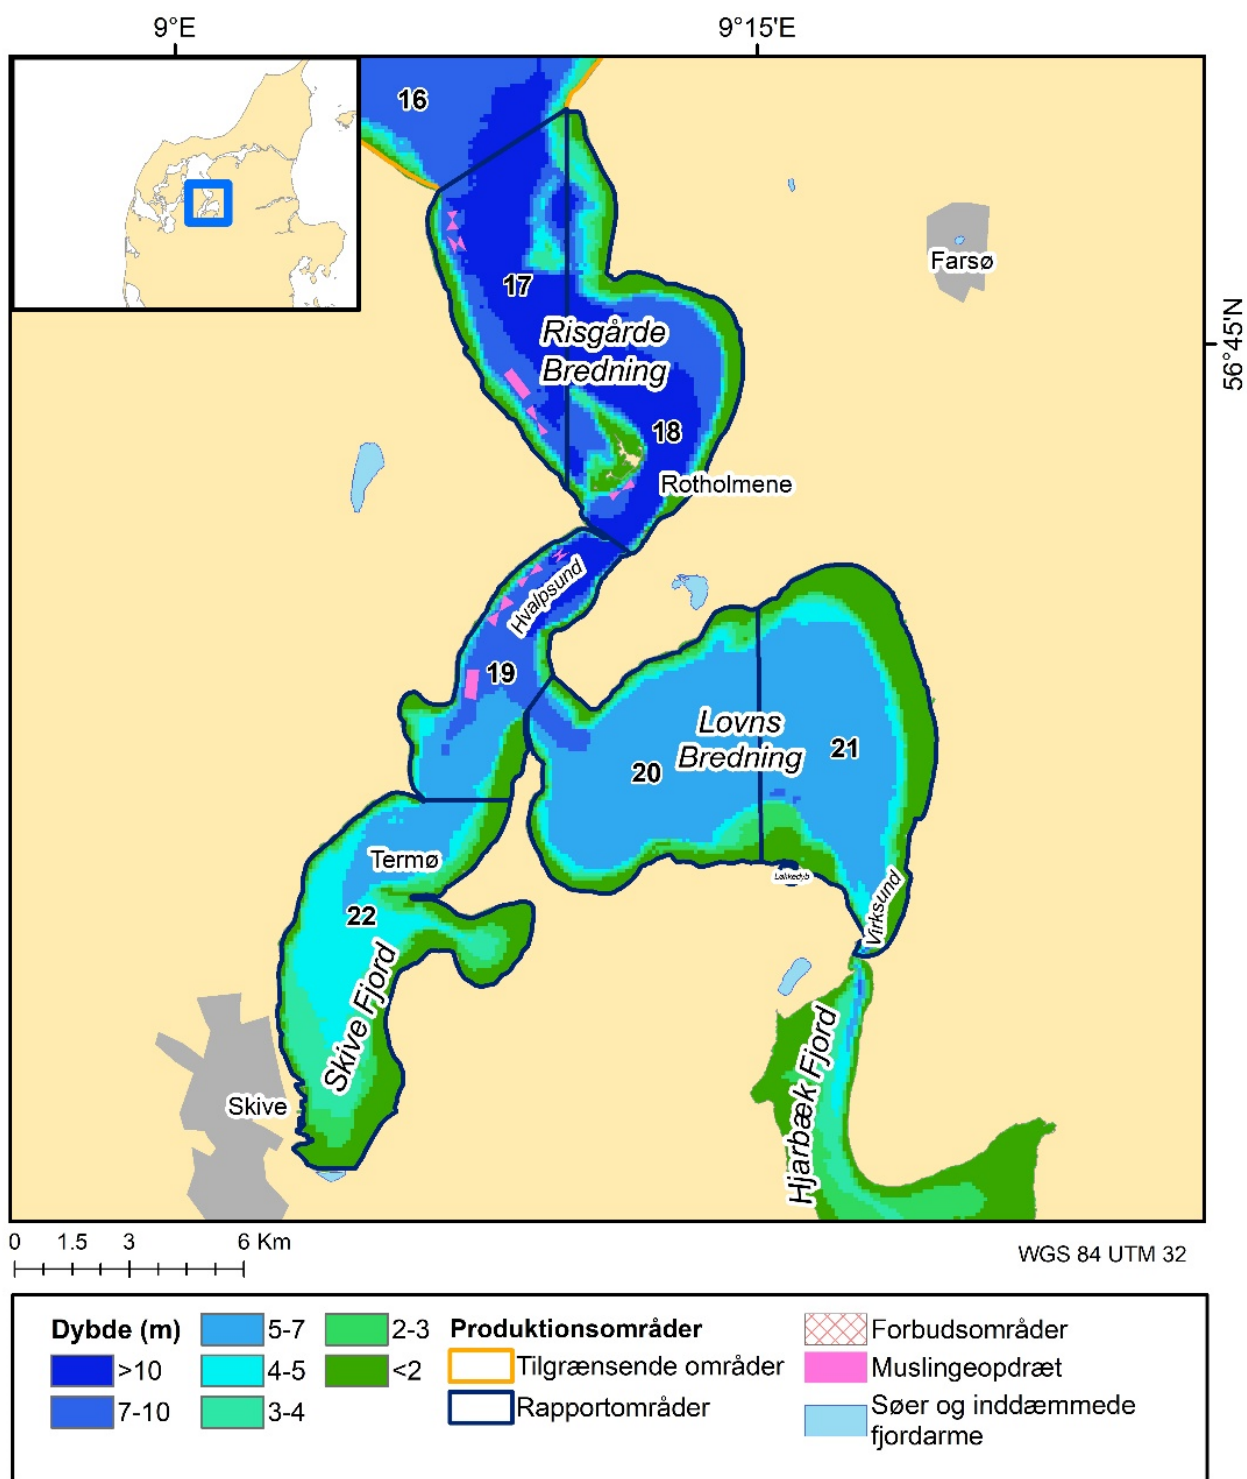 9°E
9°15'E
16
17
Farsø
Risgårde
Bredning
56°45'N
18
Rotholmene
Hvalpsund
19
Lovns
Bredning
20
21
Termø
Lalikedyb
22
Virksund
Skive Fjord
Hjarbæk Fjord
Skive
0 1.5 3 6 Km
WGS 84 UTM 32
Dybde (m)
>10
7-10
5-7
4-5
3-4
2-3
<2
Produktionsområder
Tilgrænsende områder
Rapportområder
Forbudsområder
Muslingeopdræt
Søer og inddæmmede
fjordarme